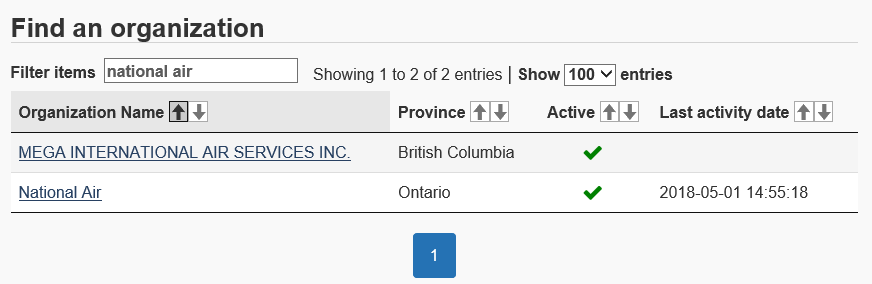 Find an organization
Filter items national air Showing 1 to 2 of 2 entries | Show 100 entries
Organization Name Province Active Last activity date
MEGA INTERNATIONAL AIR SERVICES INC. British Columbia
National Air Ontario 2018-05-01 14:55:18
1